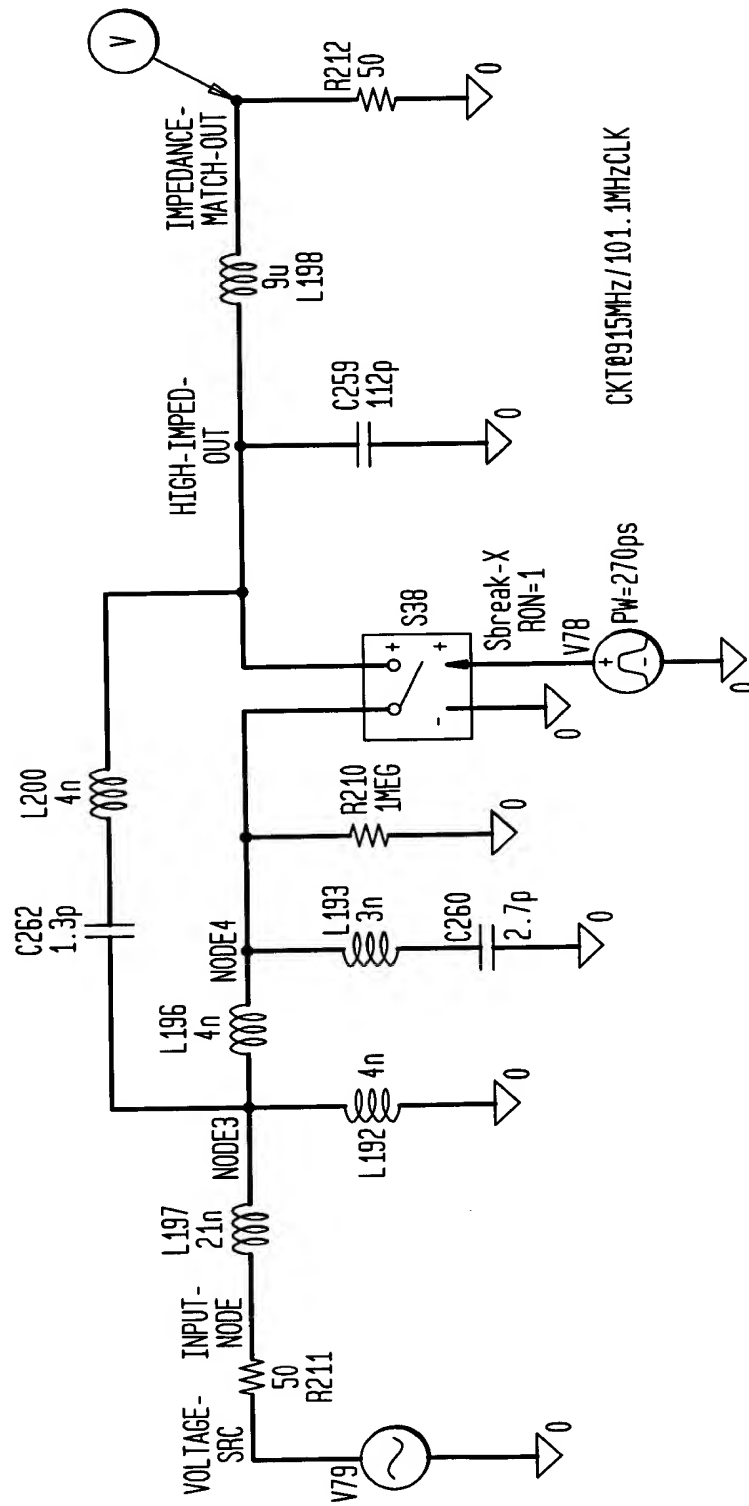 C262
1.3p
L200
4n
VOLTAGE-
SRC
INPUT-
NODE
L197
21n
NODE3
L196
4n
NODE4
HIGH-IMPED-
OUT
IMPEDANCE-
MATCH-OUT
V
50
R211
9u
L198
V79
0
L192
4n
0
L193
3n
C260
2.7p
0
R210
1MEG
0
S38
+
+
-
0
Sbreak-X
RON=1
V78
+
-
PW=270ps
0
C259
112p
0
R212
50
0
CKT@915MHz/101.1MHzCLK